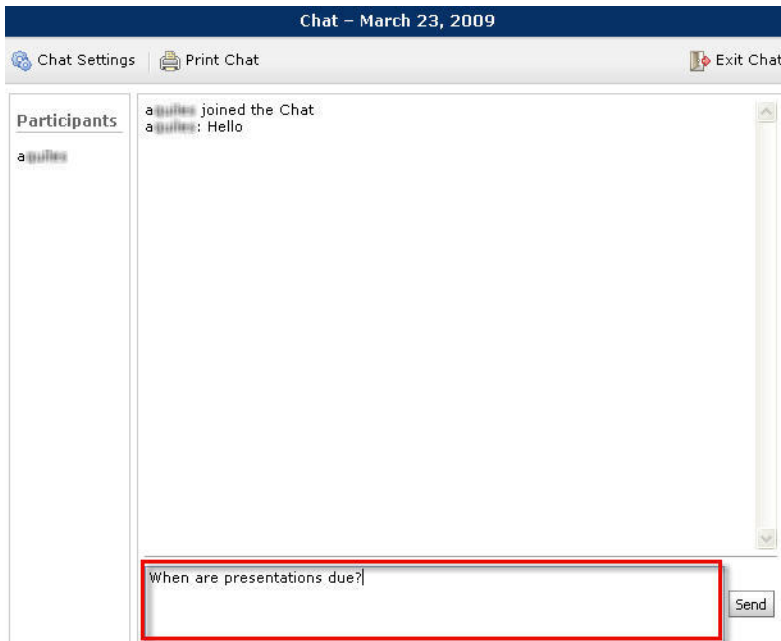 Chat – March 23, 2009
Chat Settings
Print Chat
Exit Chat
Participants
joined the Chat
: Hello
When are presentations due?
Send